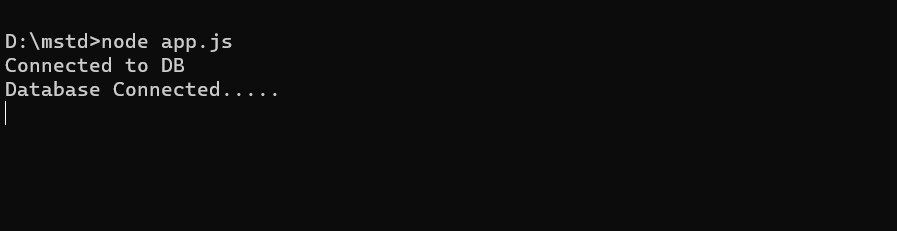 D:\mstd>node app.js
Connected to DB
Database Connected.....